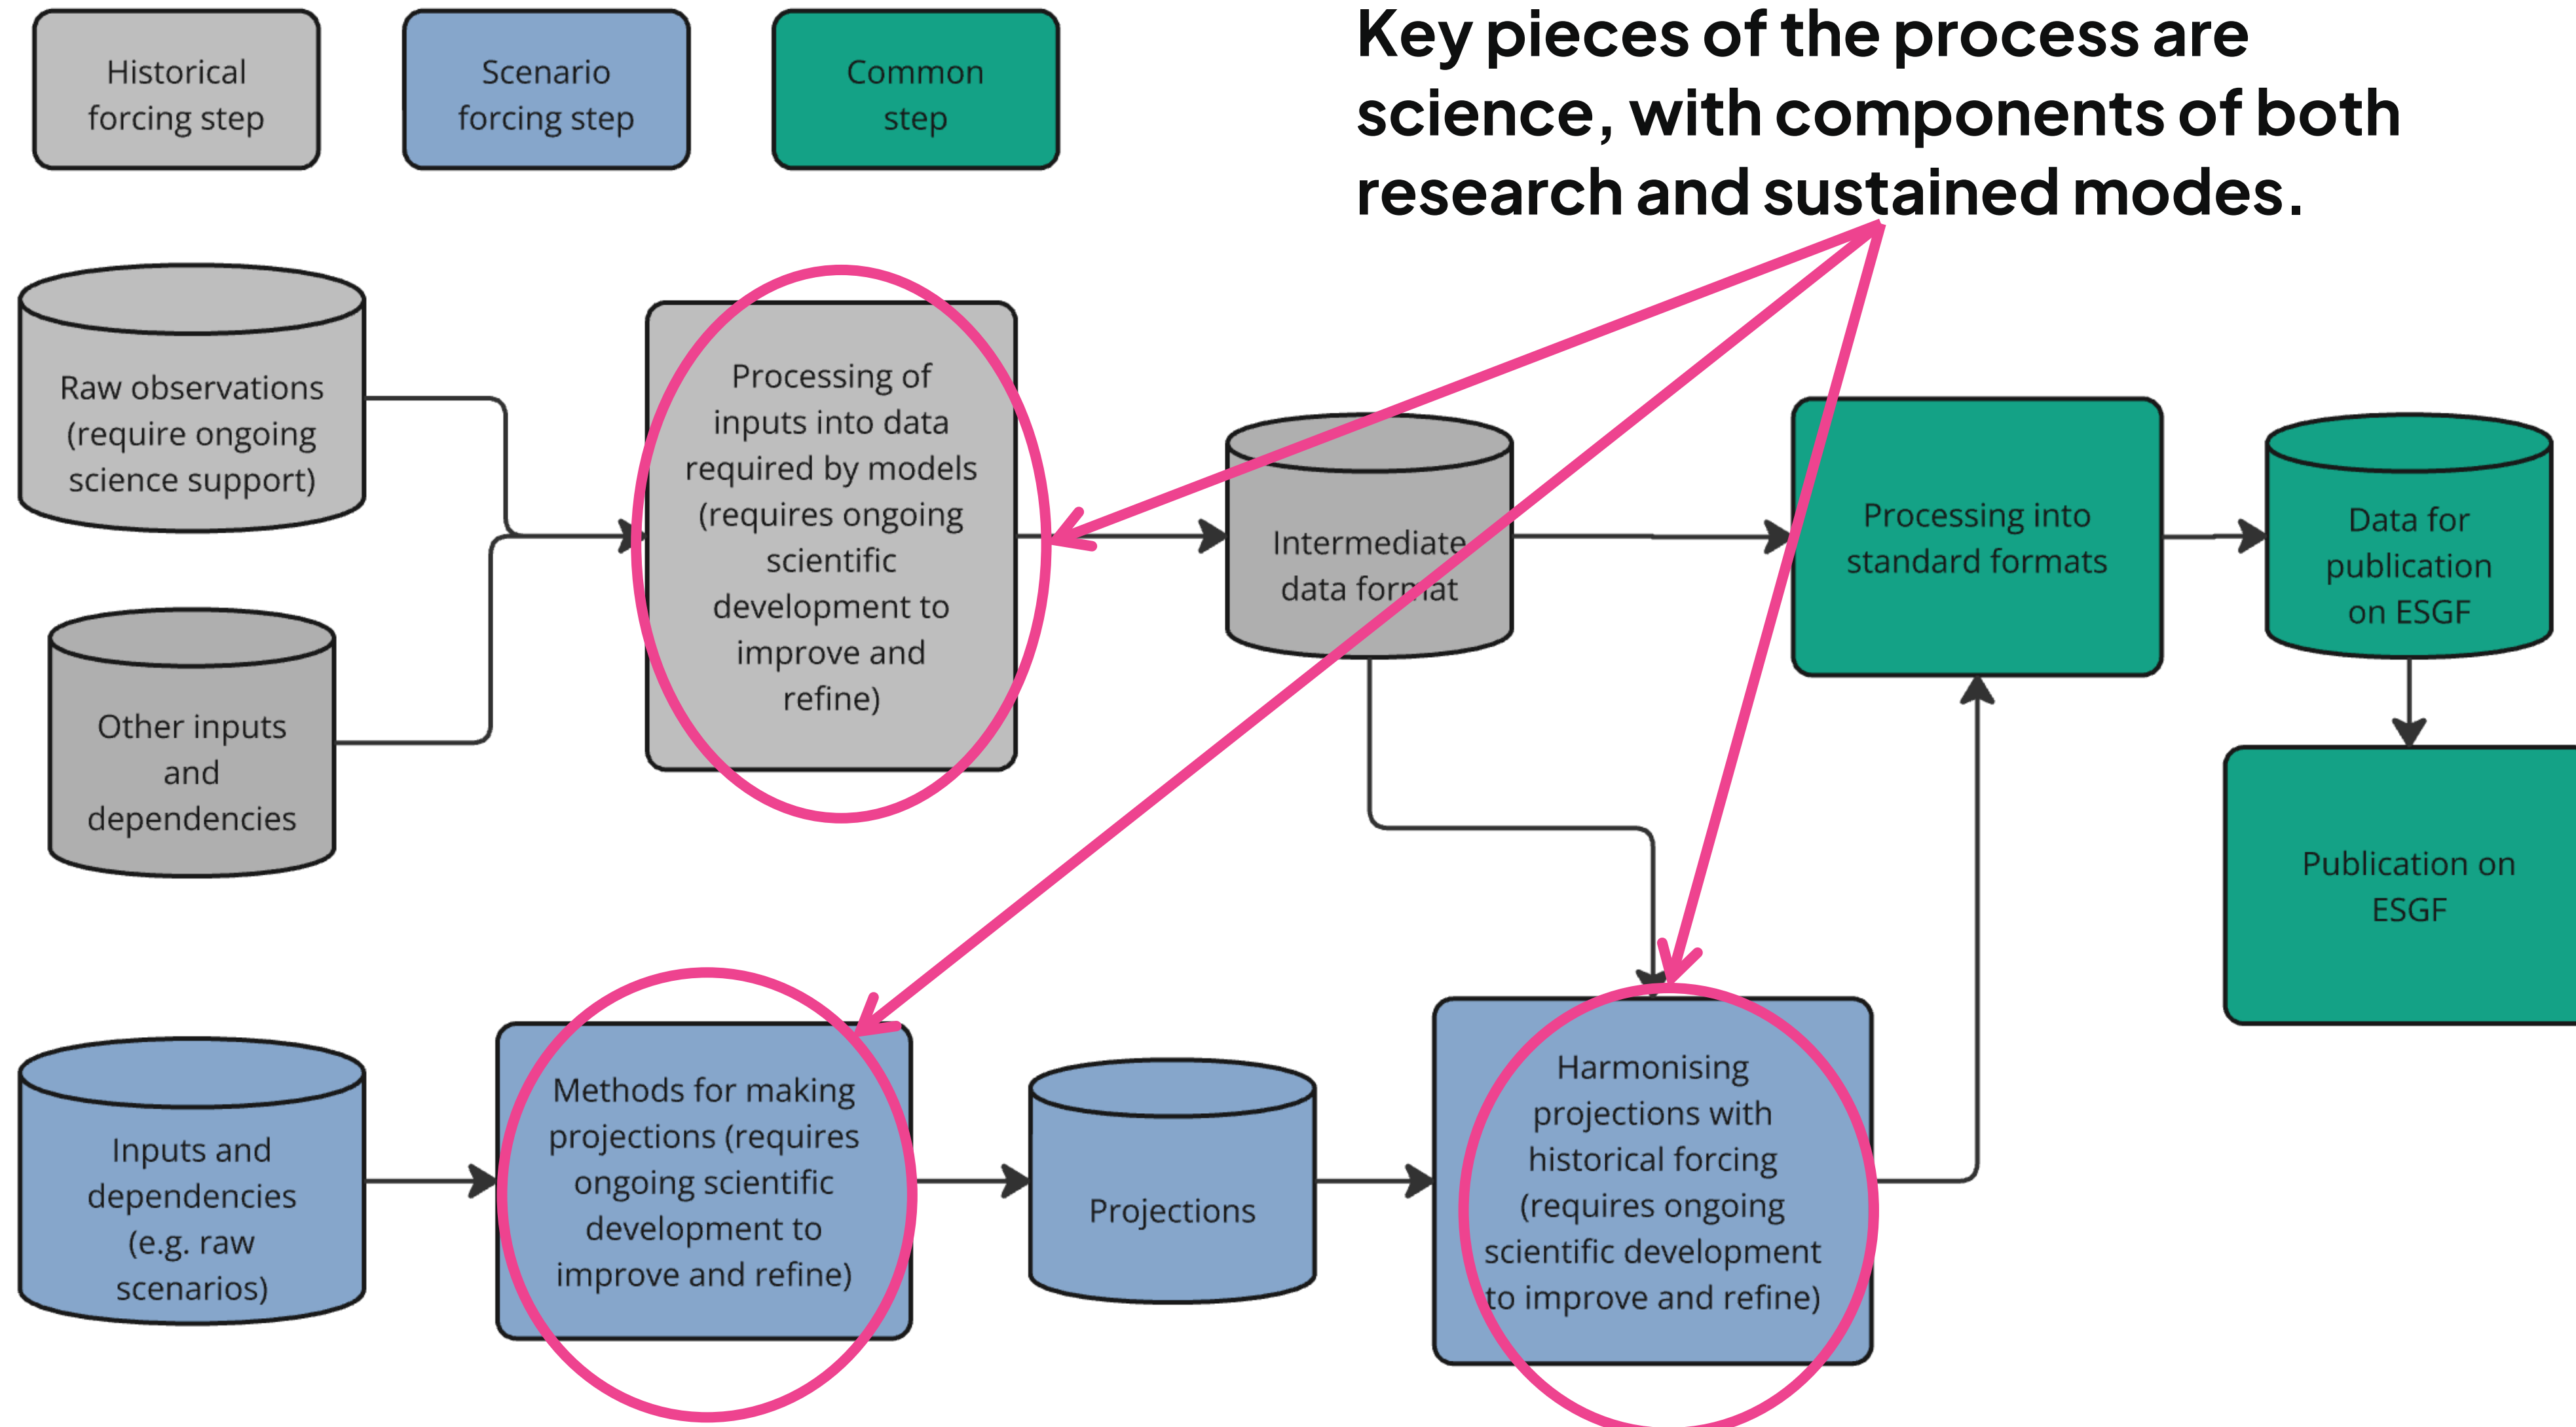 Historical
forcing step
Scenario
forcing step
Common
step
Key pieces of the process are
science, with components of both
research and sustained modes.
Raw observations
(require ongoing
science support)
Other inputs
and
dependencies
Processing of
inputs into data
required by models
(requires ongoing
scientific
development to
improve and
refine)
Intermediate
data format
Processing into
standard formats
Data for
publication
on ESGF
Publication on
ESGF
Inputs and
dependencies
(e.g. raw
scenarios)
Methods for making
projections (requires
ongoing scientific
development to
improve and refine)
Projections
Harmonising
projections with
historical forcing
(requires ongoing
scientific development
to improve and refine)